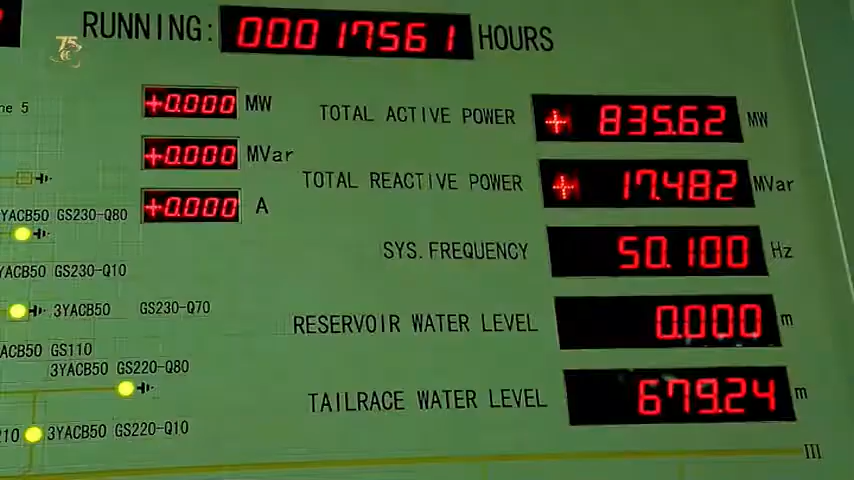 75
RUNNING: 00017561 HOURS
ne 5
+0.000 MW
+0.000 MVar
+0.000 A
TOTAL ACTIVE POWER + 835.62 MW
TOTAL REACTIVE POWER + 17.482 MVar
SYS.FREQUENCY 50.100 Hz
RESERVOIR WATER LEVEL 0.000 m
TAILRACE WATER LEVEL 679.24 m
YACB50 GS230-Q80
YACB50 GS230-Q10
3YACB50 GS230-Q70
ACB50 GS110
3YACB50 GS220-Q80
10 3YACB50 GS220-Q10
III